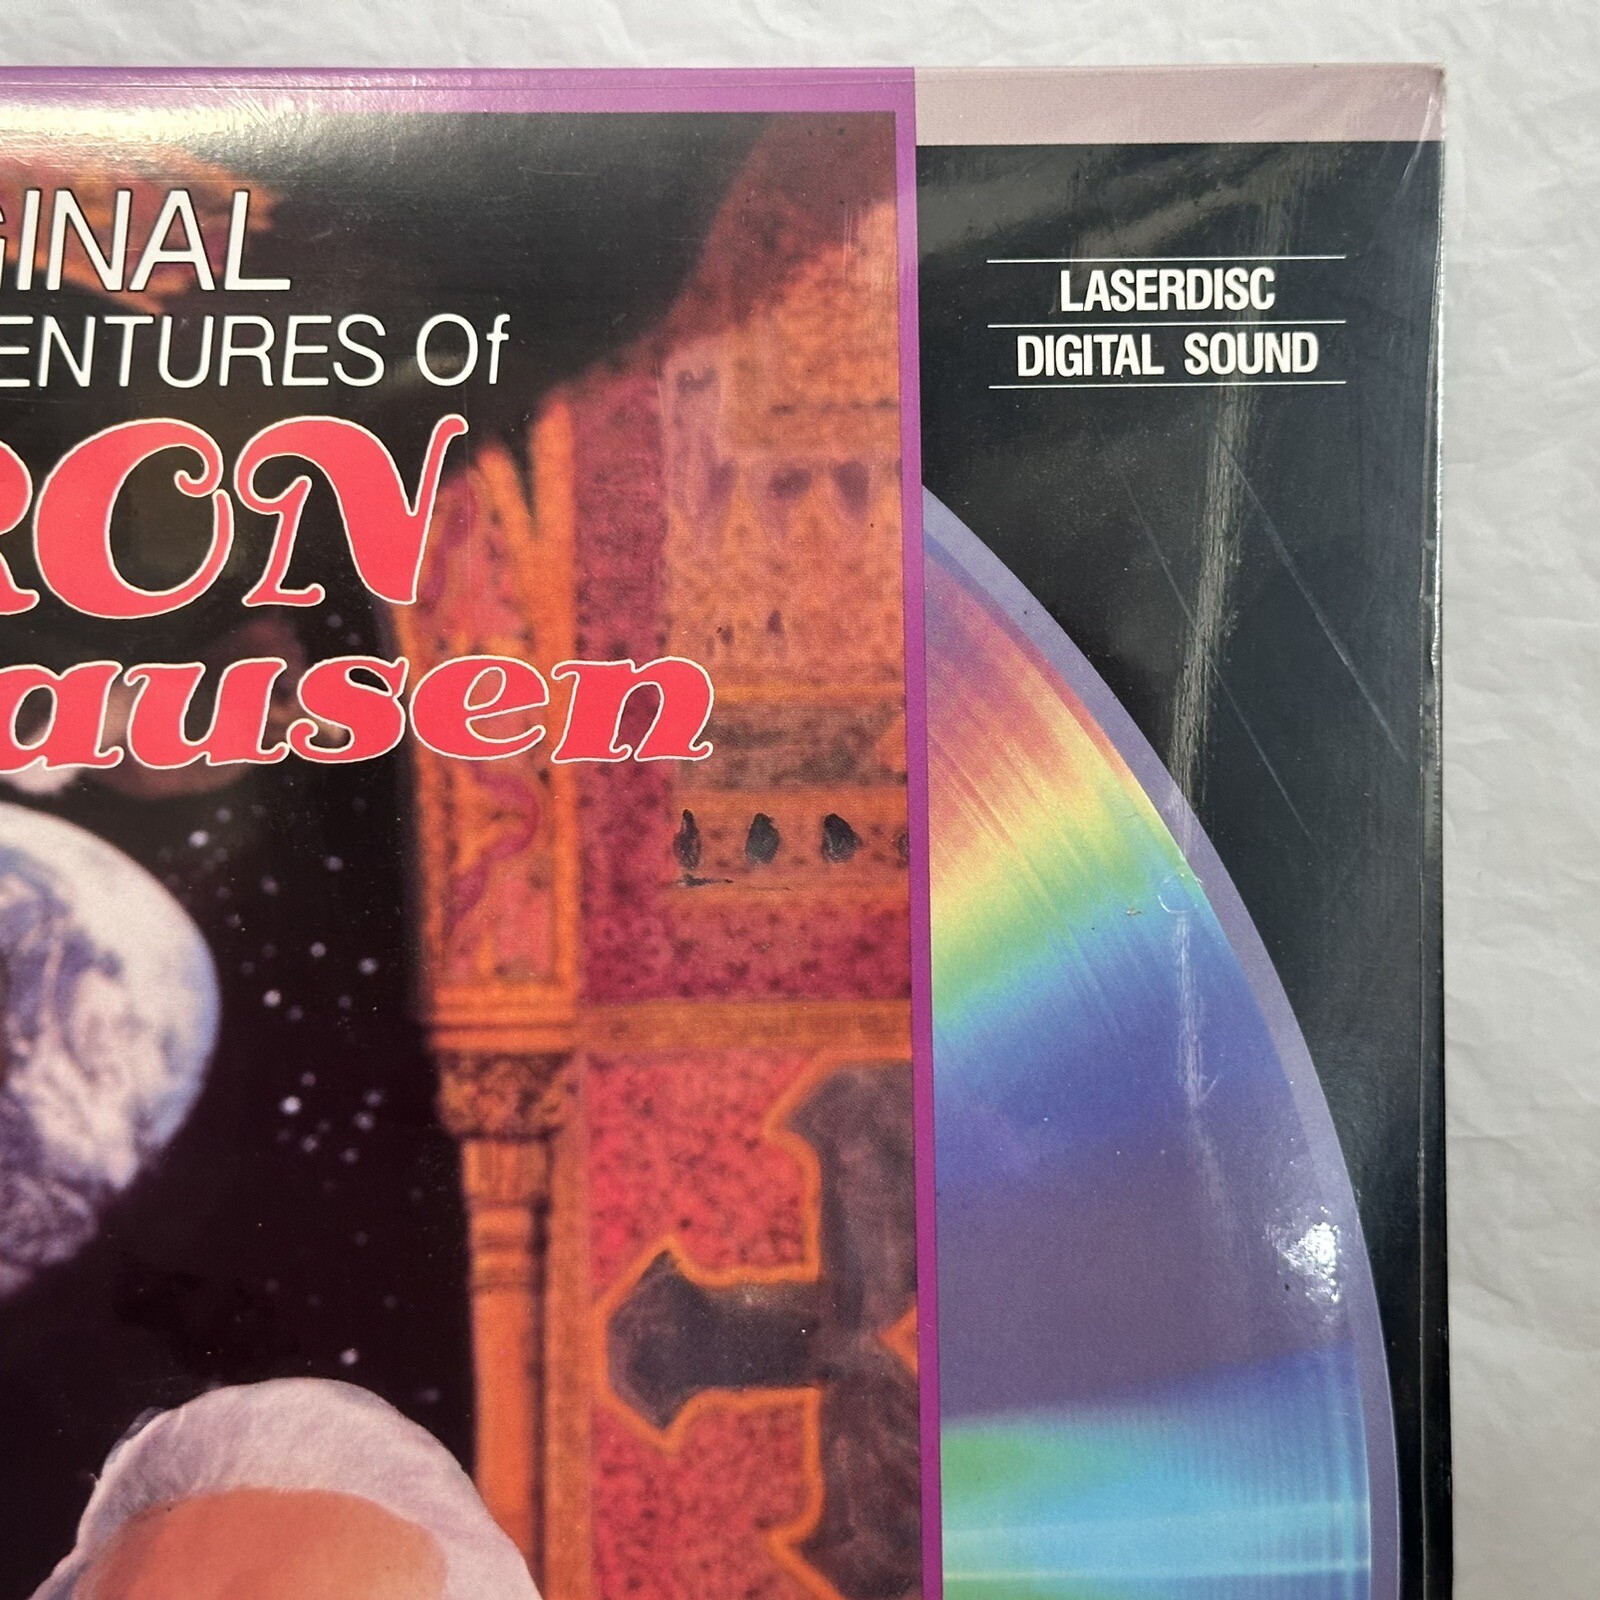 GINAL
ENTURES Of
RON
ausen
LASERDISC
DIGITAL SOUND